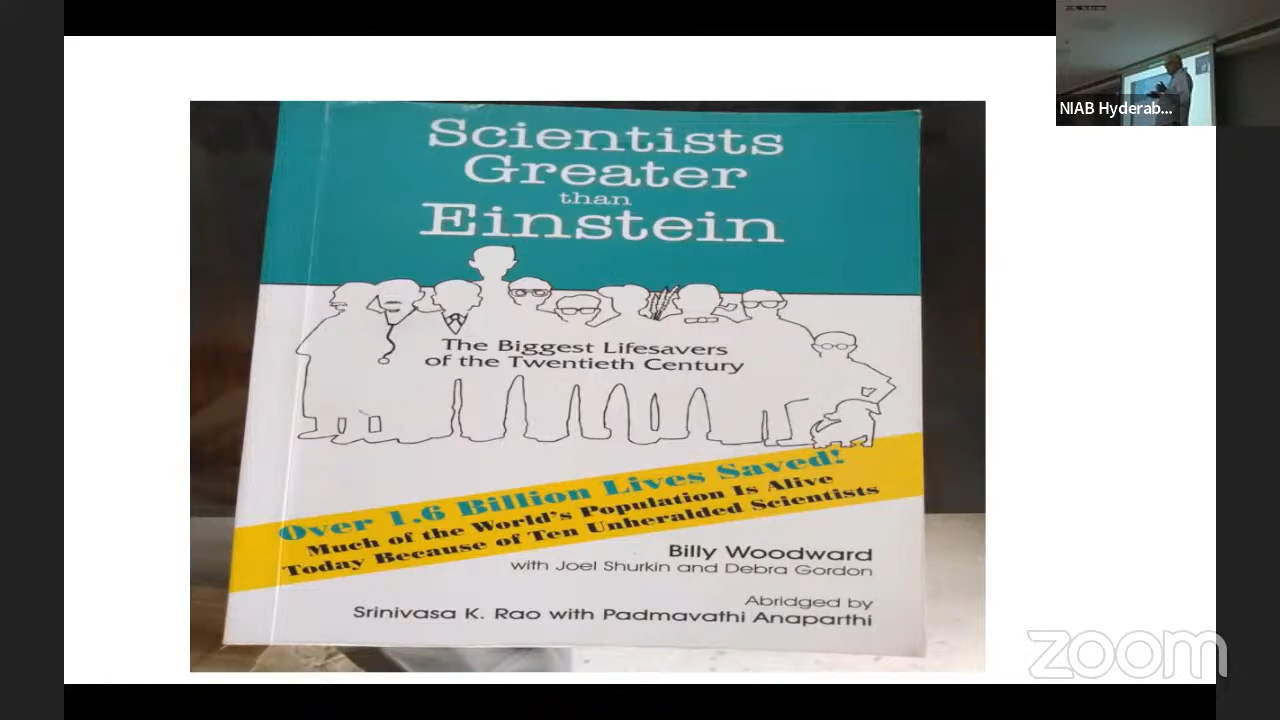 Scientists
Greater
than
Einstein
The Biggest Lifesavers
of the Twentieth Century
Over 1.6 Billion Lives Saved!
Much of the World's Population Is Alive
Today Because of Ten Unheralded Scientists
Billy Woodward
with Joel Shurkin and Debra Gordon
Abridged by
Srinivasa K. Rao with Padmavathi Anaparthi
NIAB Hyderab...
zoom